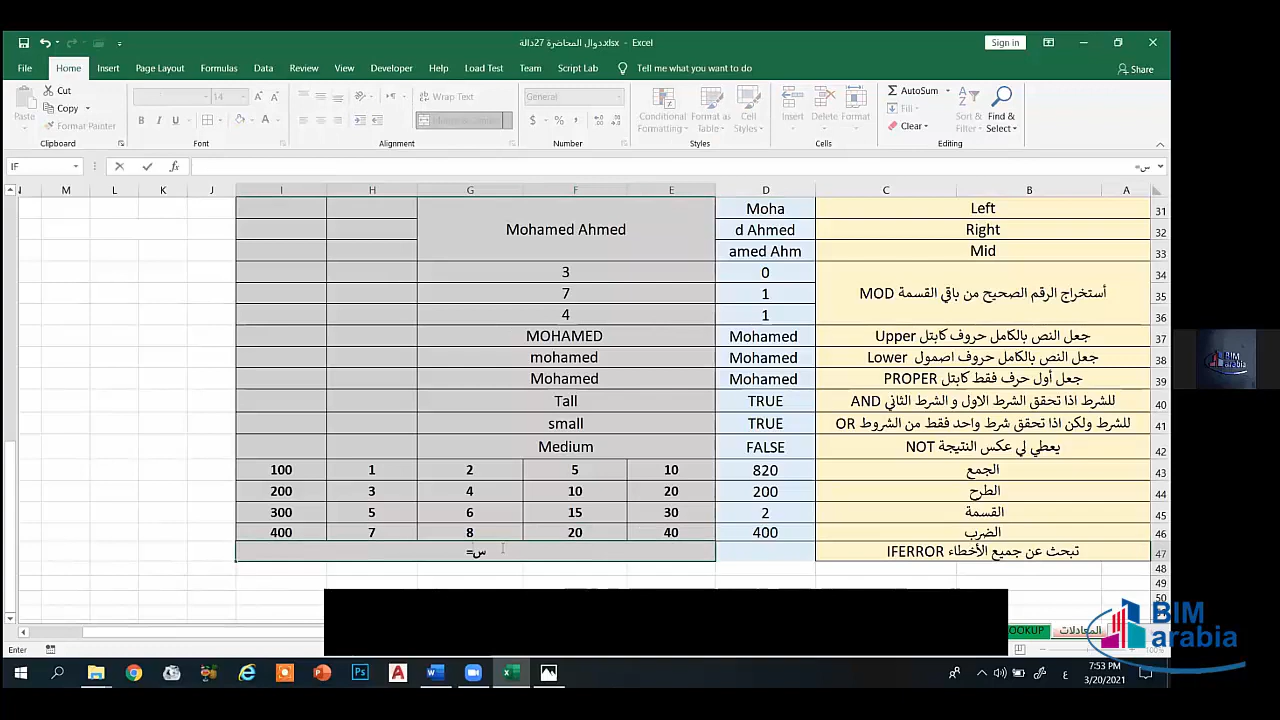 دوال المحاضرة 27دالة.xlsx - Excel
Sign in
File Home Insert Page Layout Formulas Data Review View Developer Help Load Test Team Script Lab Tell me what you want to do Share
Paste Cut Copy Format Painter
14
Wrap Text
General
Conditional Formatting Format as Table Cell Styles
Insert Delete Format
AutoSum Fill Clear
Sort & Filter Find & Select
Clipboard Font Alignment Number Styles Cells Editing
IF fx =س
M L K J I H G F E D C B A
Mohamed Ahmed Moha Left 31
d Ahmed Right 32
amed Ahm Mid 33
3 0 34
7 1 أستخراج الرقم الصحيح من باقي القسمة MOD 35
4 1 36
MOHAMED Mohamed جعل النص بالكامل حروف كابتل Upper 37
mohamed Mohamed جعل النص بالكامل حروف اصمول Lower 38
Mohamed Mohamed جعل أول حرف فقط كابتل PROPER 39
Tall TRUE للشرط اذا تحقق الشرط الاول و الشرط الثاني AND 40
small TRUE للشرط ولكن اذا تحقق شرط واحد فقط من الشروط OR 41
Medium FALSE يعطي لي عكس النتيجة NOT 42
100 1 2 5 10 820 الجمع 43
200 3 4 10 20 200 الطرح 44
300 5 6 15 30 2 القسمة 45
400 7 8 20 40 400 الضرب 46
=س تبحث عن جميع الأخطاء IFERROR 47
48
49
50
المعادلات
Enter
BIM
arabia
7:53 PM
3/20/2021
ع
BIM
arabia